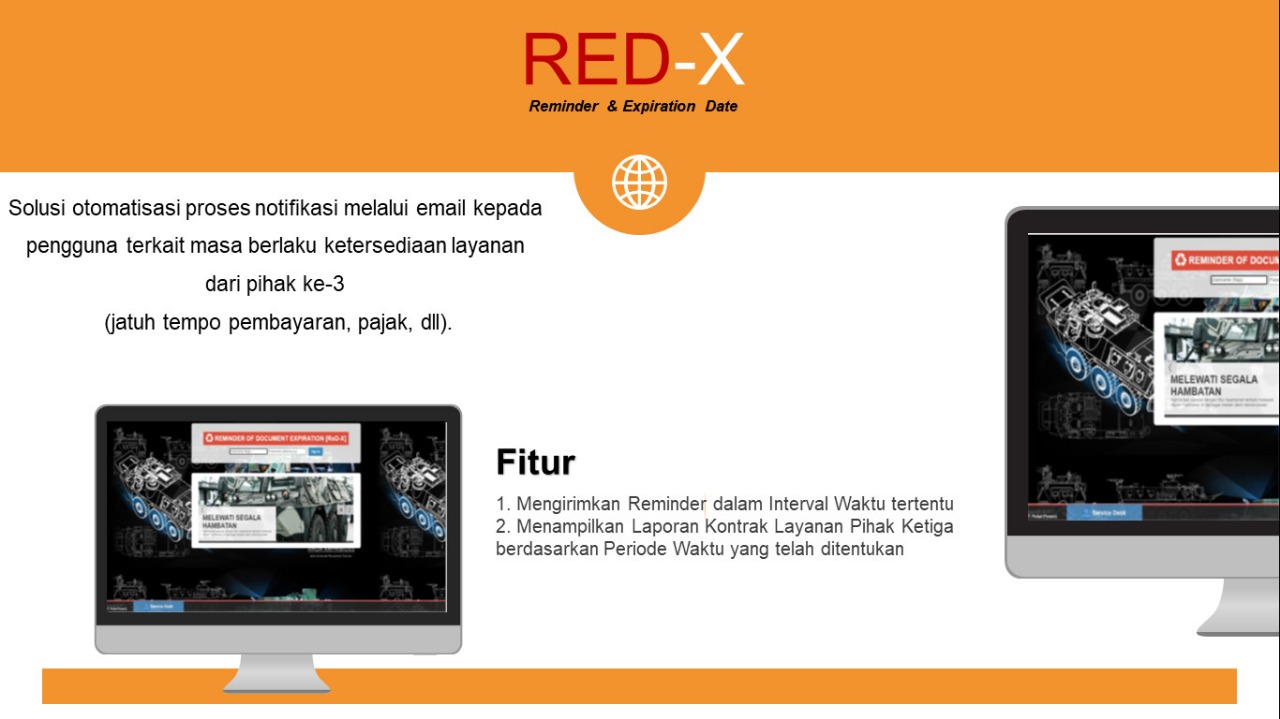 RED-X
Reminder & Expiration Date
Solusi otomatisasi proses notifikasi melalui email kepada
pengguna terkait masa berlaku ketersediaan layanan
dari pihak ke-3
(jatuh tempo pembayaran, pajak, dll).
REMINDER OF DOCUMENT EXPIRATION [ReD-X]
MELEWATI SEGALA
HAMBATAN
Service Desk
Fitur
1. Mengirimkan Reminder dalam Interval Waktu tertentu
2. Menampilkan Laporan Kontrak Layanan Pihak Ketiga
berdasarkan Periode Waktu yang telah ditentukan
REMINDER OF DOCUM
MELEWATI SEGALA
HAMBATAN
Service Desk